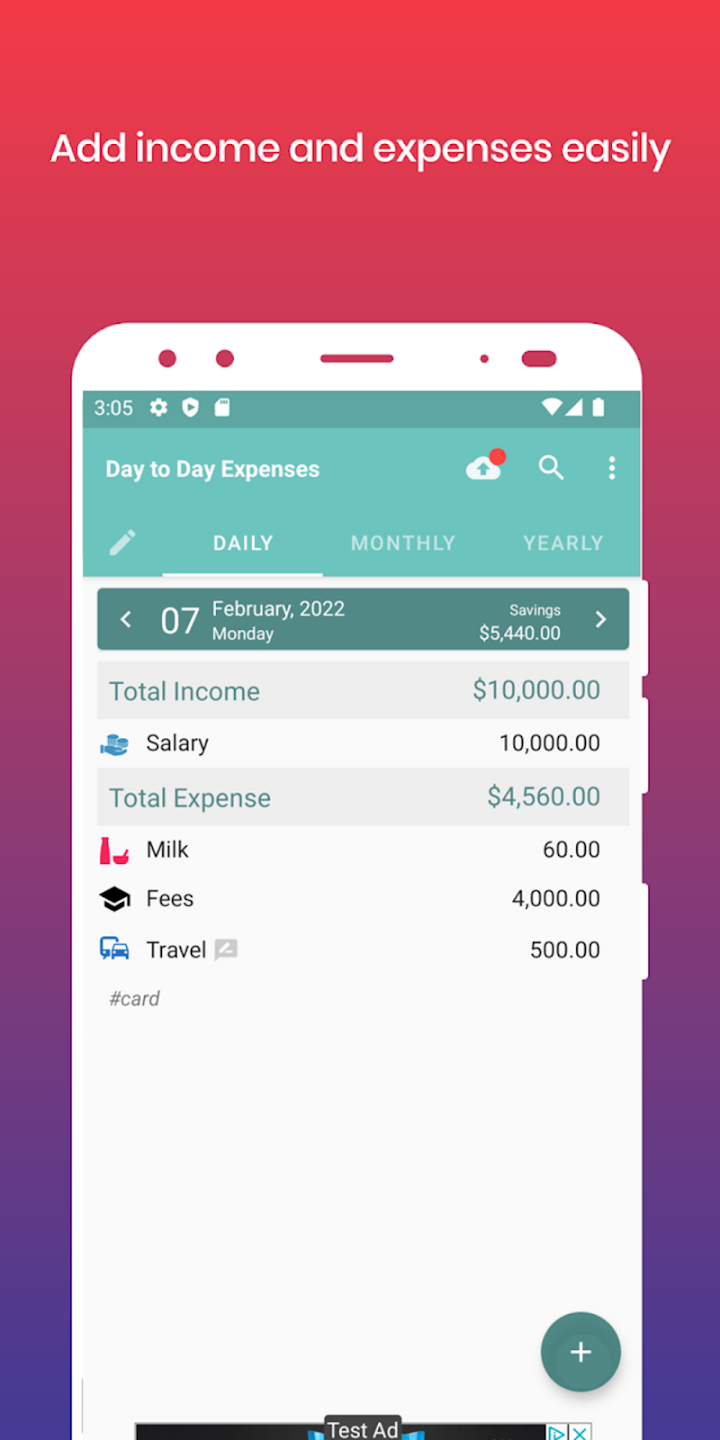 Add income and expenses easily
3:05
Day to Day Expenses
DAILY MONTHLY YEARLY
07 February, 2022 Savings
Monday $5,440.00
Total Income $10,000.00
Salary 10,000.00
Total Expense $4,560.00
Milk 60.00
Fees 4,000.00
Travel 500.00
#card
+
Test Ad